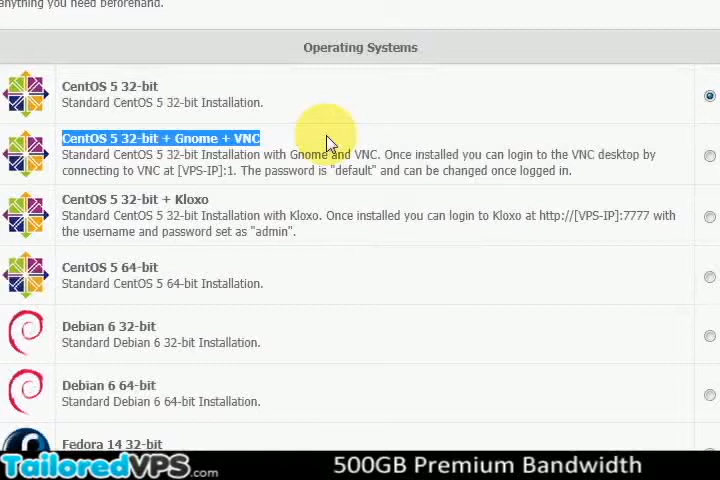 anything you need beforehand.
Operating Systems
CentOS 5 32-bit
Standard CentOS 5 32-bit Installation.
CentOS 5 32-bit + Gnome + VNC
Standard CentOS 5 32-bit Installation with Gnome and VNC. Once installed you can login to the VNC desktop by
connecting to VNC at [VPS-IP]:1. The password is "default" and can be changed once logged in.
CentOS 5 32-bit + Kloxo
Standard CentOS 5 32-bit Installation with Kloxo. Once installed you can login to Kloxo at http://[VPS-IP]:7777 with
the username and password set as "admin".
CentOS 5 64-bit
Standard CentOS 5 64-bit Installation.
Debian 6 32-bit
Standard Debian 6 32-bit Installation.
Debian 6 64-bit
Standard Debian 6 64-bit Installation.
Fedora 14 32-bit
TailoredVPS.com
500GB Premium Bandwidth